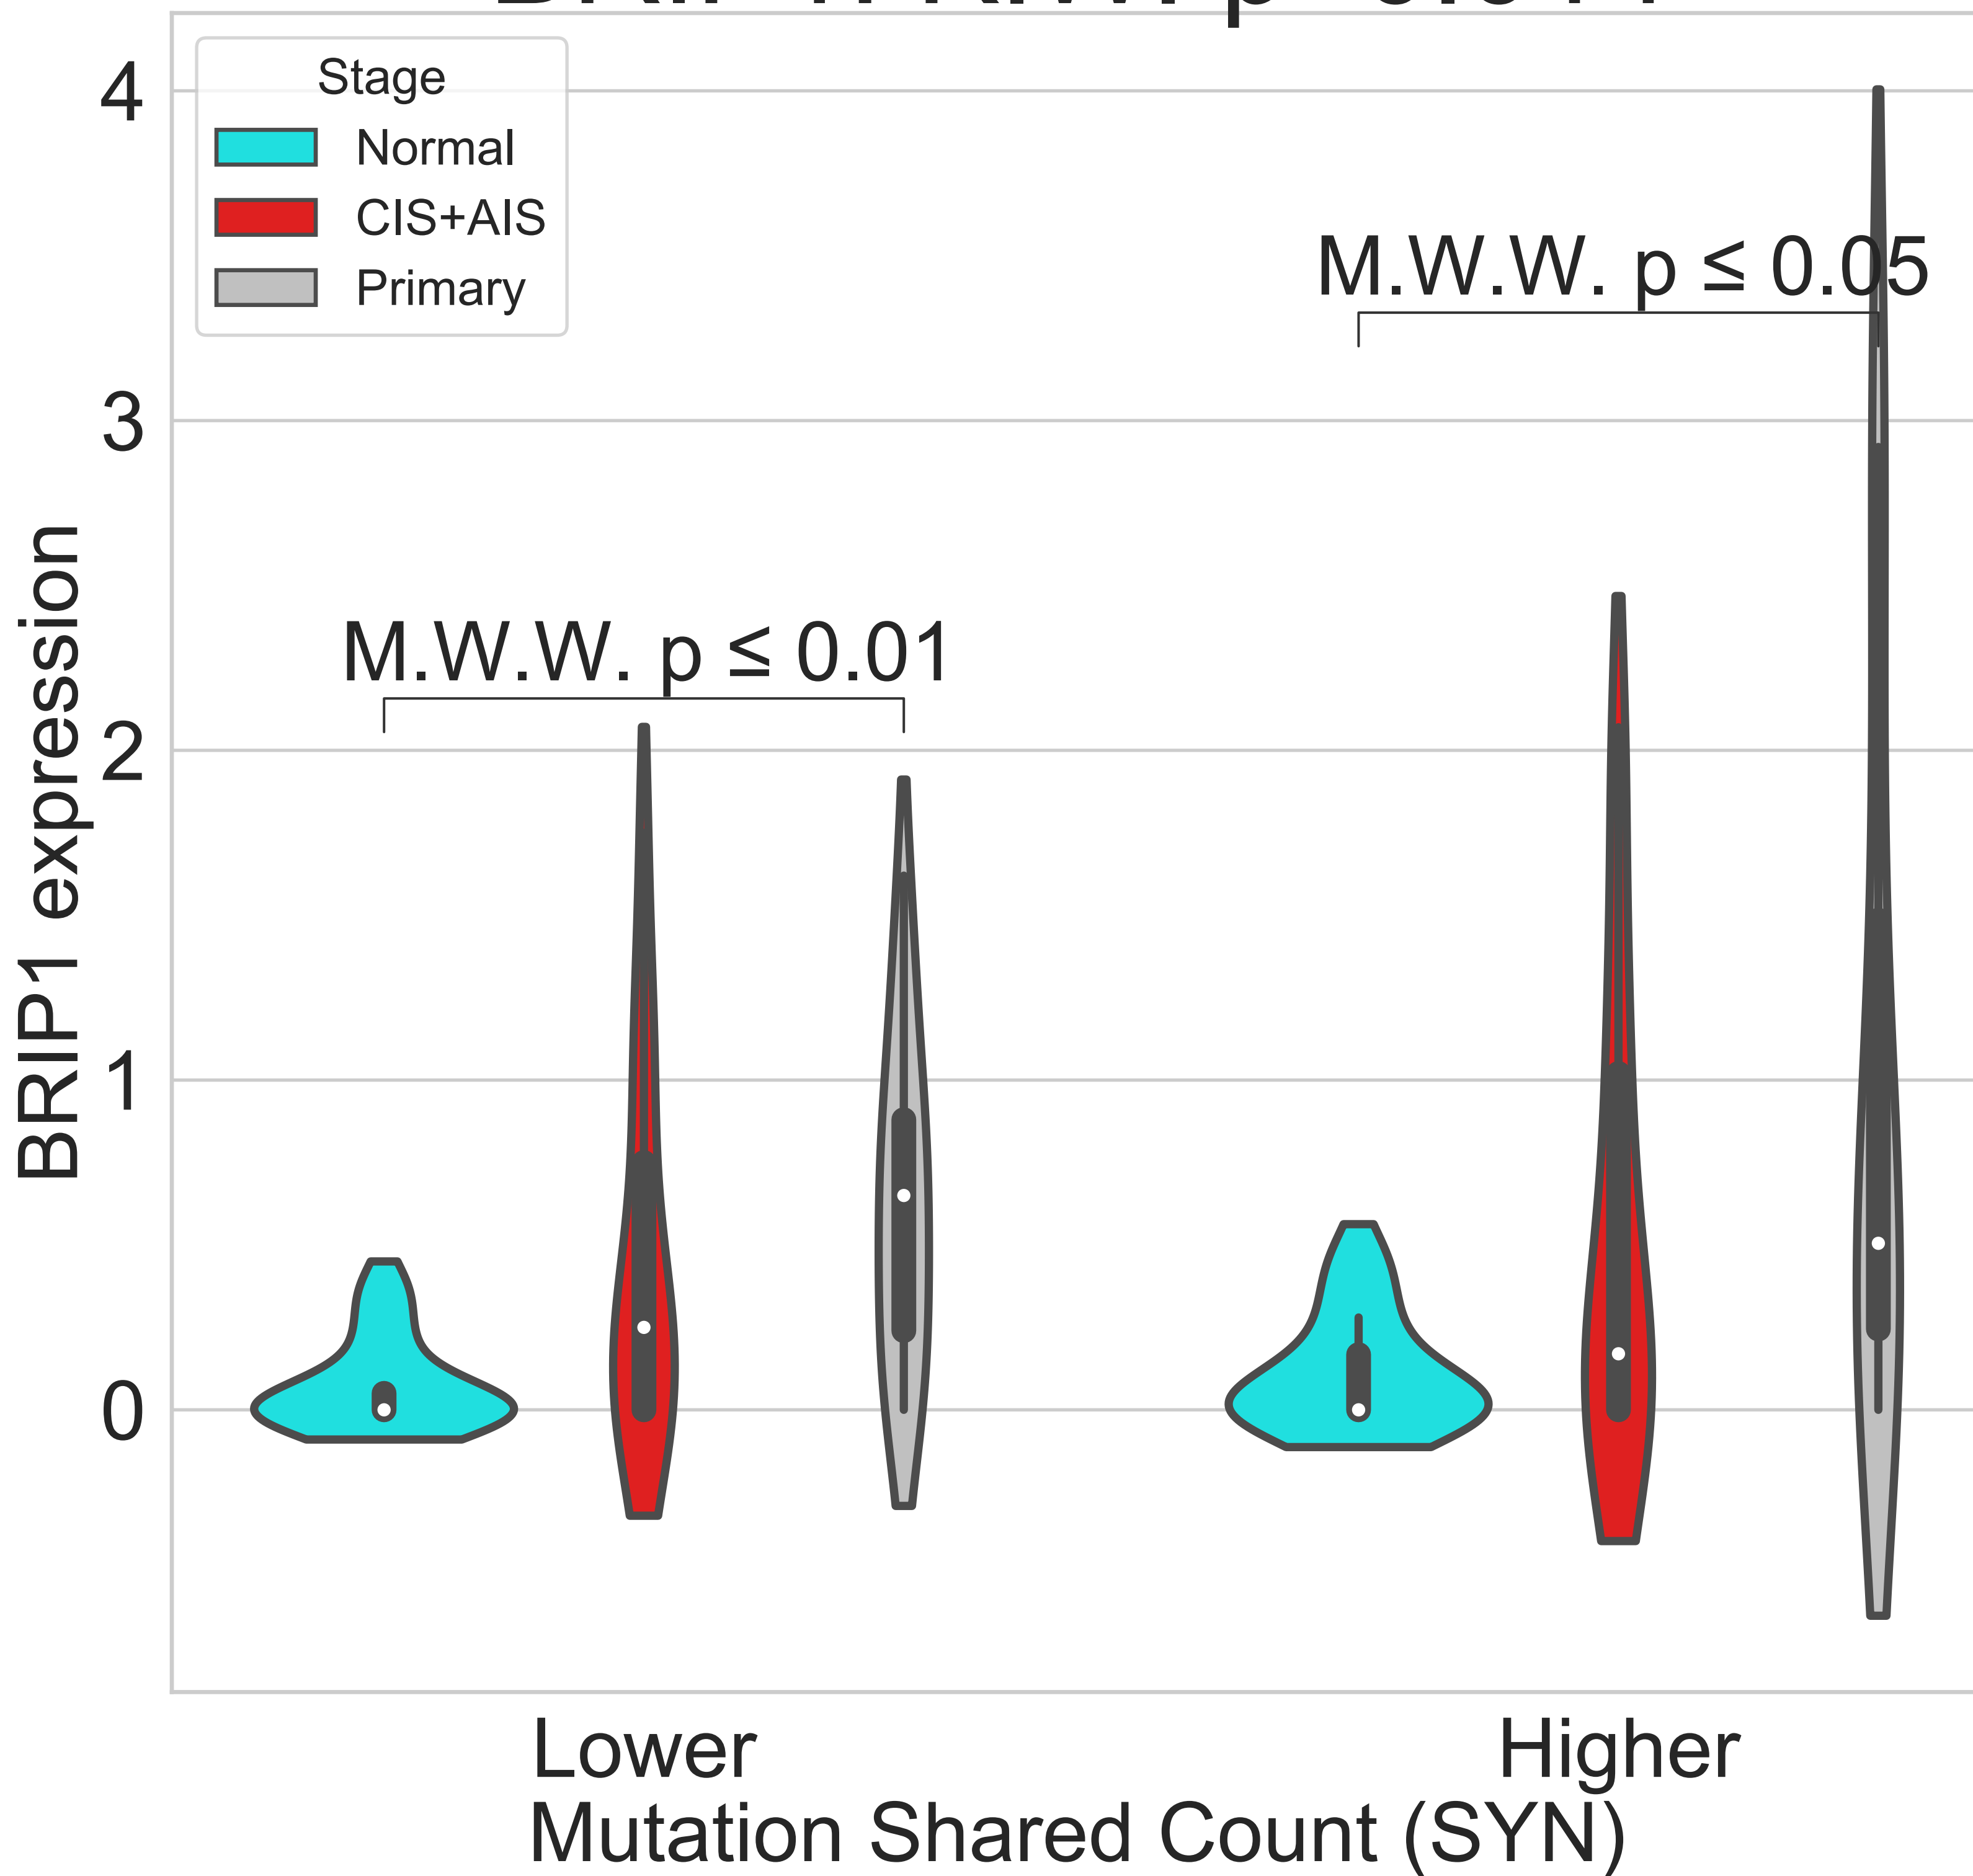 Stage
Normal
CIS+AIS
Primary
M.W.W. p ≤ 0.05
M.W.W. p ≤ 0.01
4
3
2
1
0
BRIP1 expression
Lower
Higher
Mutation Shared Count (SYN)